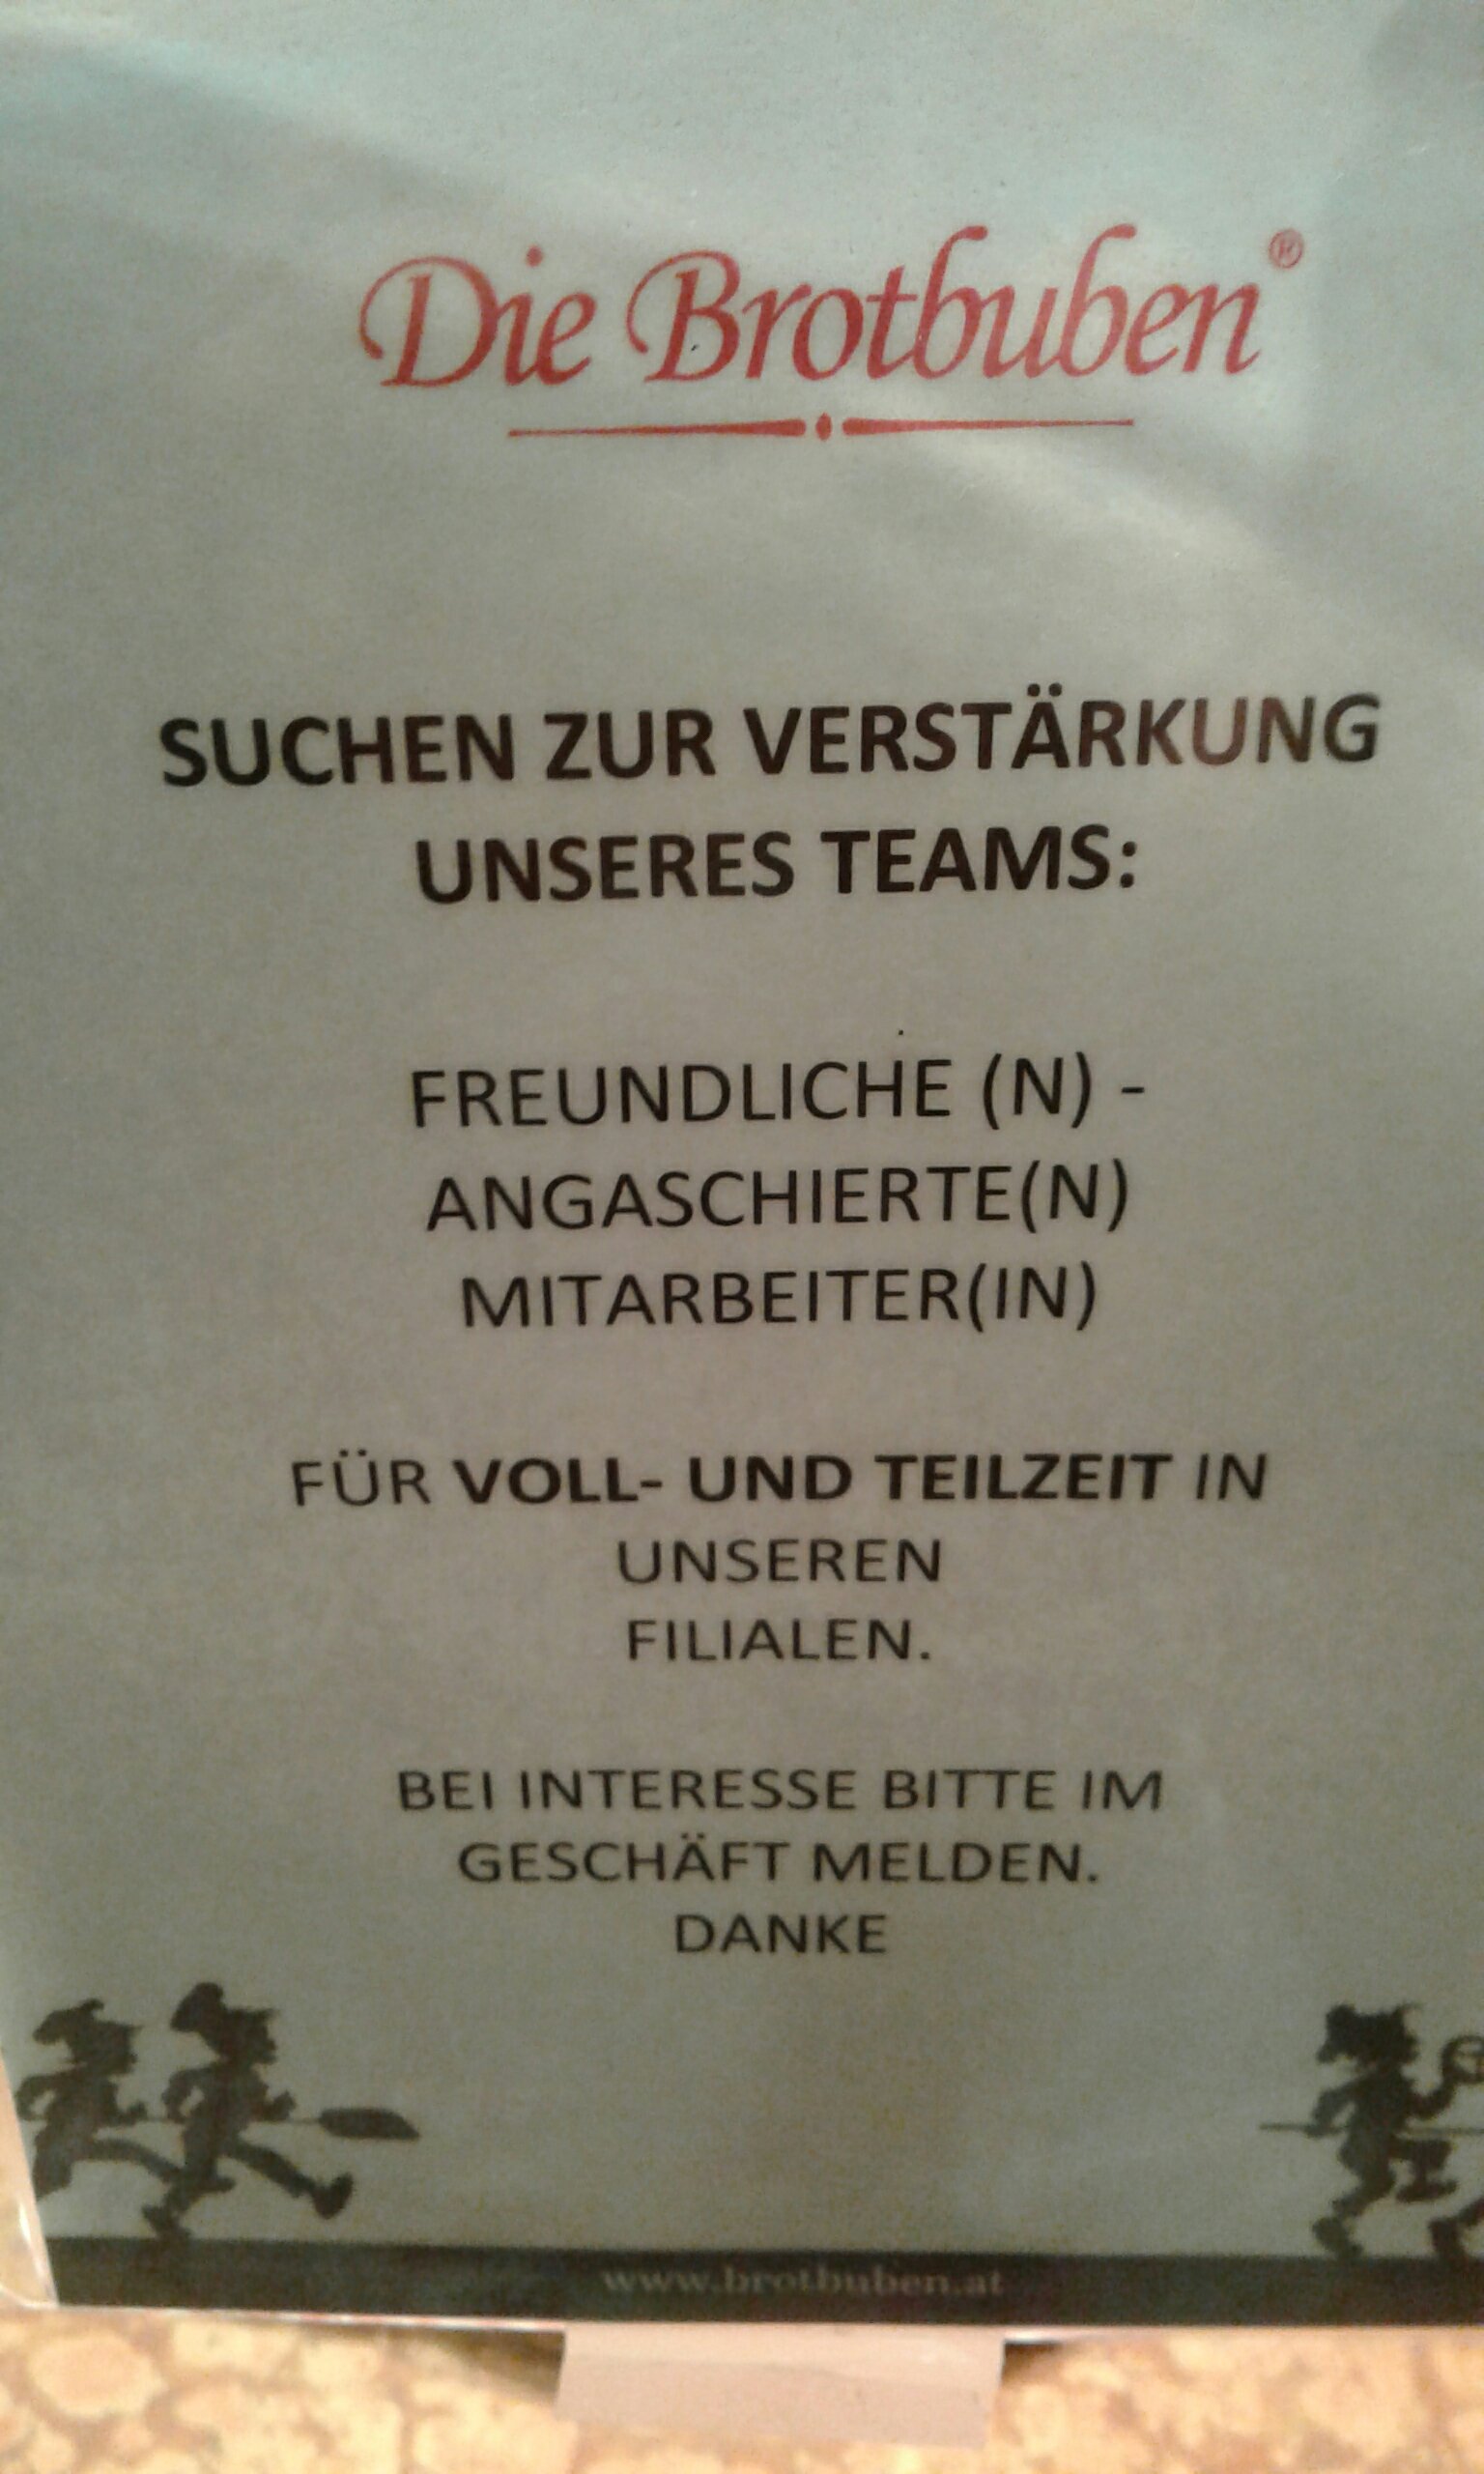 Die Brotbuben®
SUCHEN ZUR VERSTÄRKUNG
UNSERES TEAMS:
FREUNDLICHE (N) -
ANGASCHIERTE(N)
MITARBEITER(IN)
FÜR VOLL- UND TEILZEIT IN
UNSEREN
FILIALEN.
BEI INTERESSE BITTE IM
GESCHÄFT MELDEN.
DANKE
www.brotbuben.at